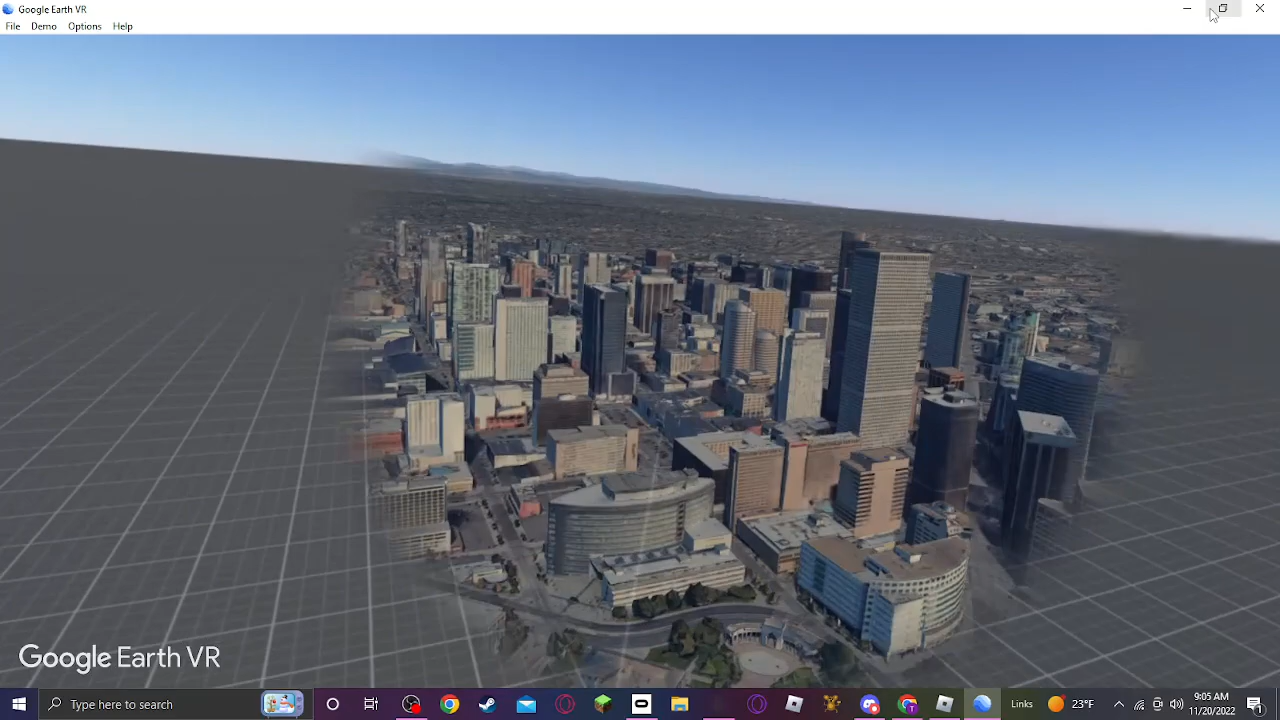 Google Earth VR
File Demo Options Help
Google Earth VR
Type here to search
Links
23°F
9:05 AM
11/20/2022